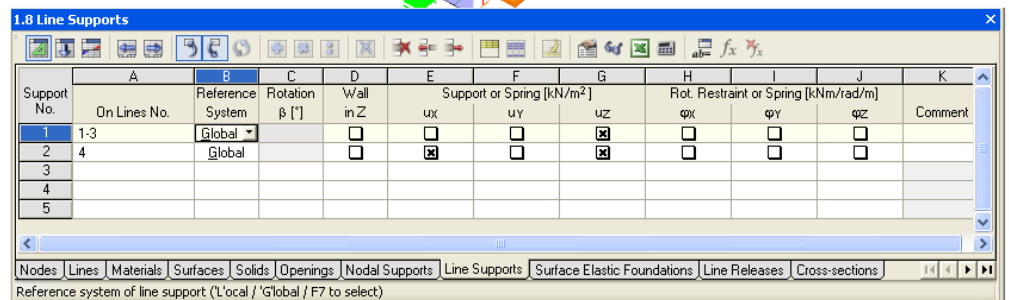 1.8 Line Supports
A B C D E F G H I J K
Support No. On Lines No. Reference System Rotation β [°] Wall in Z Support or Spring [kN/m²] Rot. Restraint or Spring [kNm/rad/m] Comment
uX uY uZ φX φY φZ
1 1-3 Global
2 4 Global
3
4
5
Nodes Lines Materials Surfaces Solids Openings Nodal Supports Line Supports Surface Elastic Foundations Line Releases Cross-sections
Reference system of line support ('L'ocal / 'G'lobal / F7 to select)